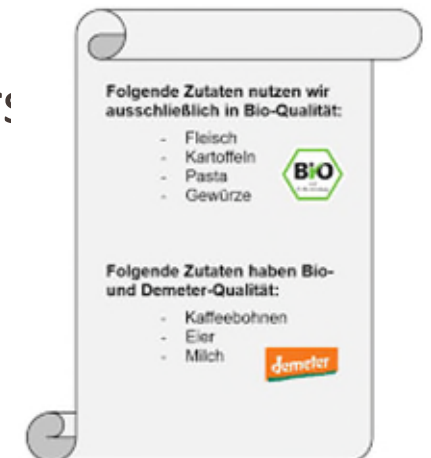 Folgende Zutaten nutzen wir
ausschließlich in Bio-Qualität:
- Fleisch
- Kartoffeln
- Pasta
- Gewürze
Bio
Folgende Zutaten haben Bio-
und Demeter-Qualität:
- Kaffeebohnen
- Eier
- Milch
demeter